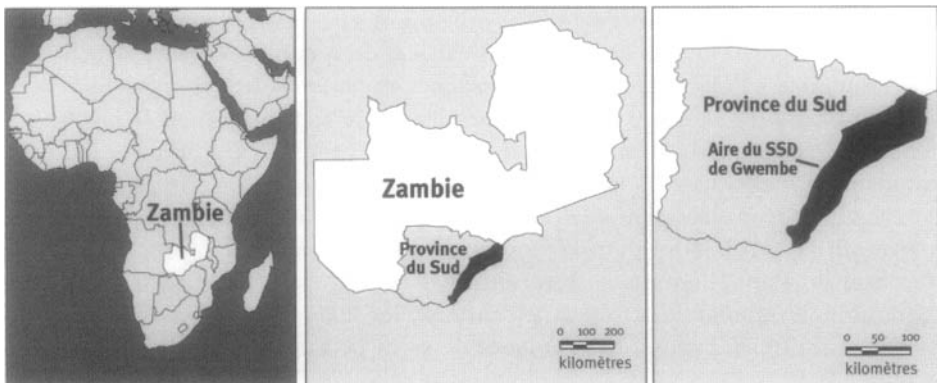 Zambie
Zambie
Province
du Sud
0 100 200
kilomètres
Province du Sud
Aire du SSD
de Gwembe
0 50 100
kilomètres